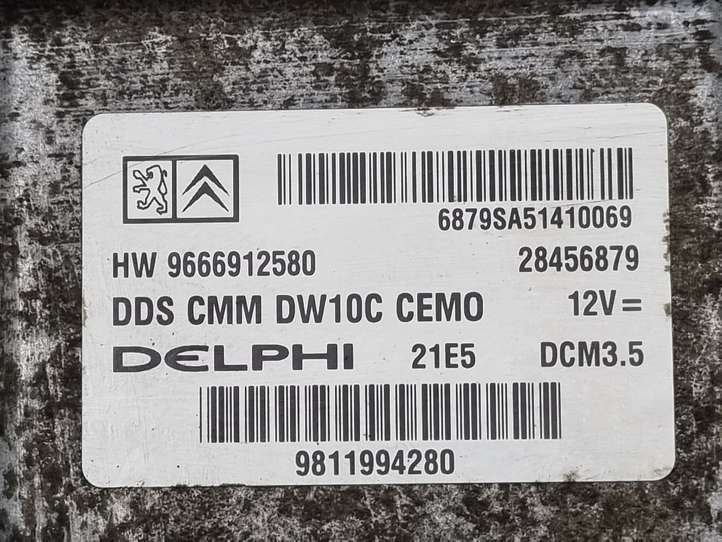 6879SA51410069
HW 9666912580 28456879
DDS CMM DW10C CEMO 12V =
DELPHI 21E5 DCM3.5
9811994280